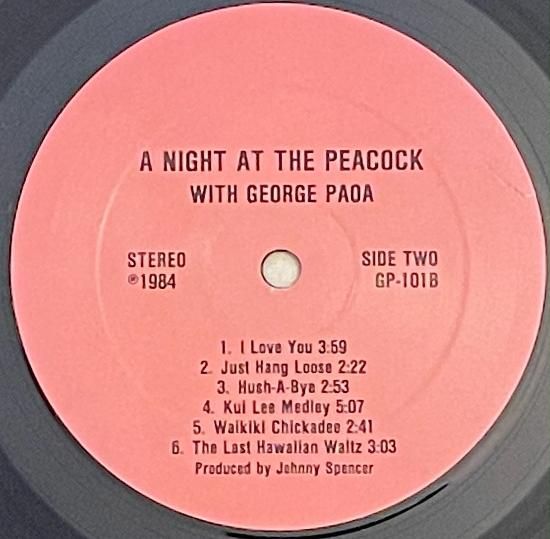 A NIGHT AT THE PEACOCK
WITH GEORGE PAOA
STEREO
℗1984
SIDE TWO
GP-101B
1. I Love You 3:59
2. Just Hang Loose 2:22
3. Hush-A-Bye 2:53
4. Kui Lee Medley 5:07
5. Waikiki Chickadee 2:41
6. The Last Hawaiian Waltz 3:03
Produced by Johnny Spencer